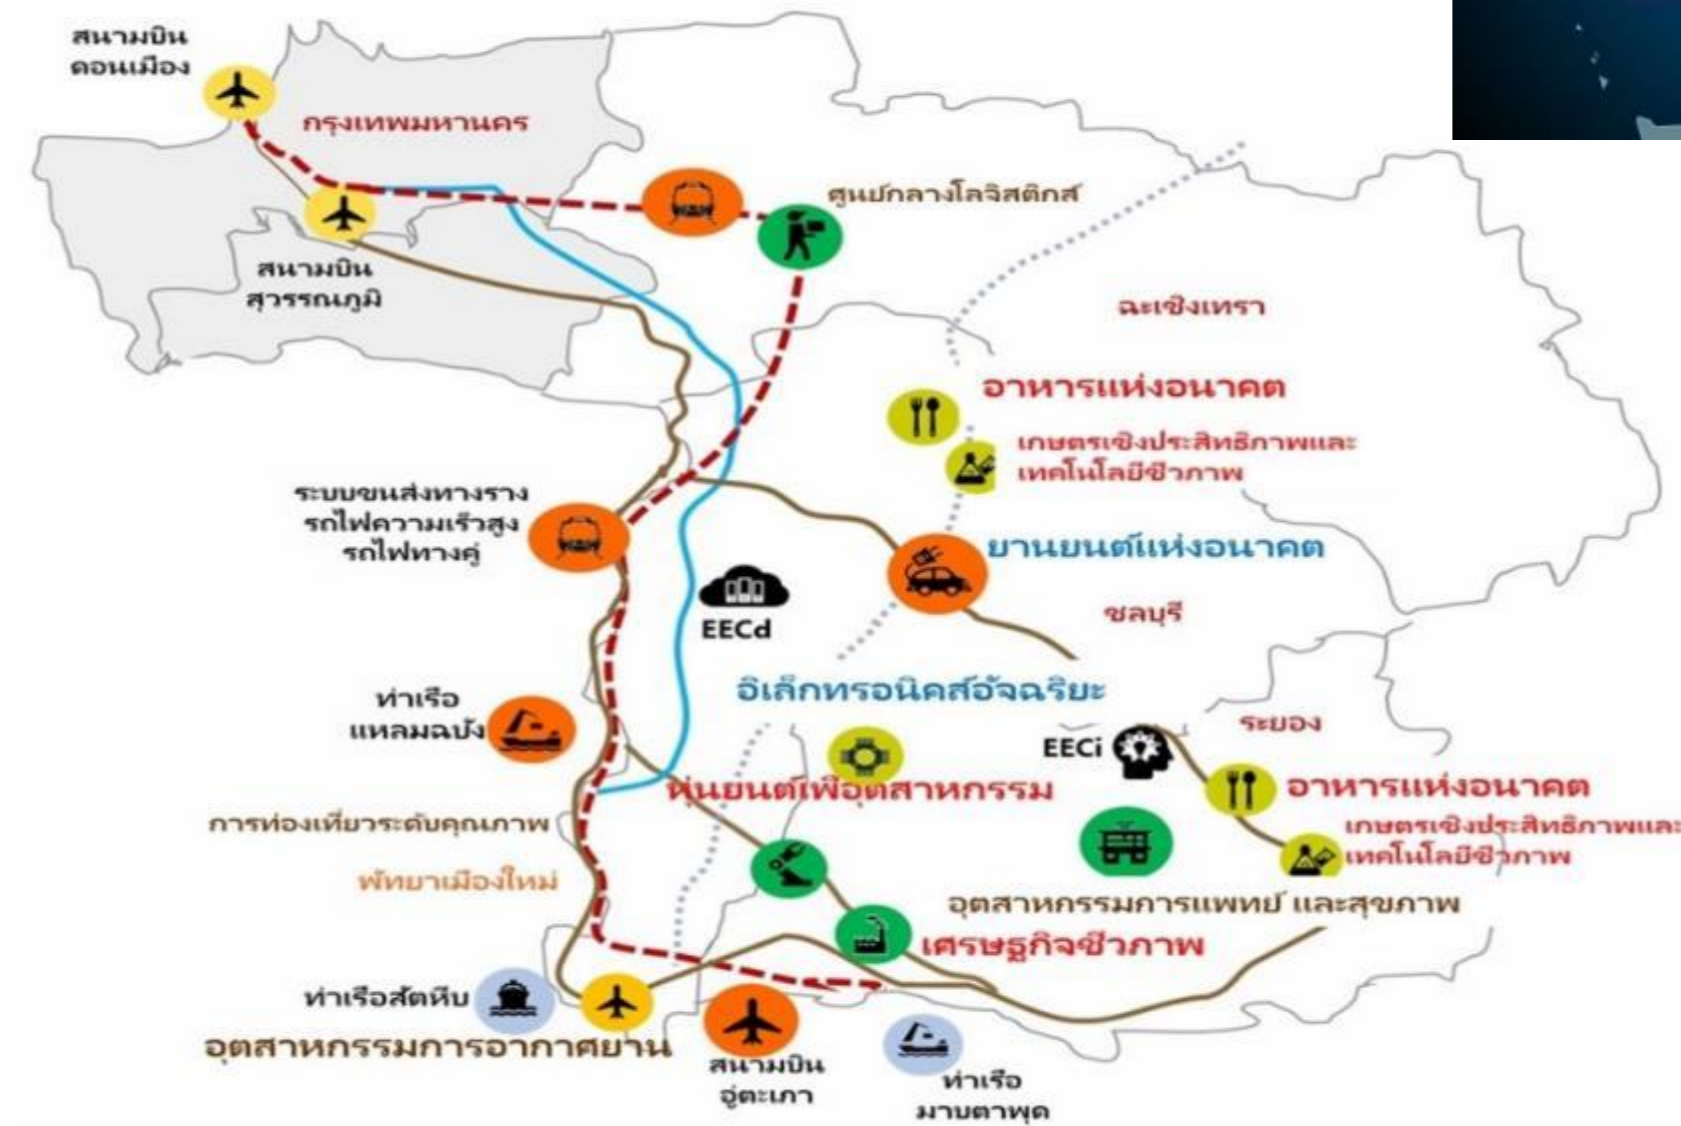 สนามบิน
ดอนเมือง
กรุงเทพมหานคร
ศูนย์กลางโลจิสติกส์
สนามบิน
สุวรรณภูมิ
ฉะเชิงเทรา
อาหารแห่งอนาคต
เกษตรเชิงประสิทธิภาพและ
เทคโนโลยีชีวภาพ
ระบบขนส่งทางราง
รถไฟความเร็วสูง
รถไฟทางคู่
ยานยนต์แห่งอนาคต
ชลบุรี
EECd
อิเล็กทรอนิคส์อัจฉริยะ
ท่าเรือ
แหลมฉบัง
ระยอง
EECi
หุ่นยนต์เพื่อุตสาหกรรม
อาหารแห่งอนาคต
การท่องเที่ยวระดับคุณภาพ
เกษตรเชิงประสิทธิภาพและ
เทคโนโลยีชีวภาพ
พัทยาเมืองใหม่
อุตสาหกรรมการแพทย์ และสุขภาพ
เศรษฐกิจชีวภาพ
ท่าเรือสัตหีบ
อุตสาหกรรมการอากาศยาน
สนามบิน
อู่ตะเภา
ท่าเรือ
มาบตาพุด